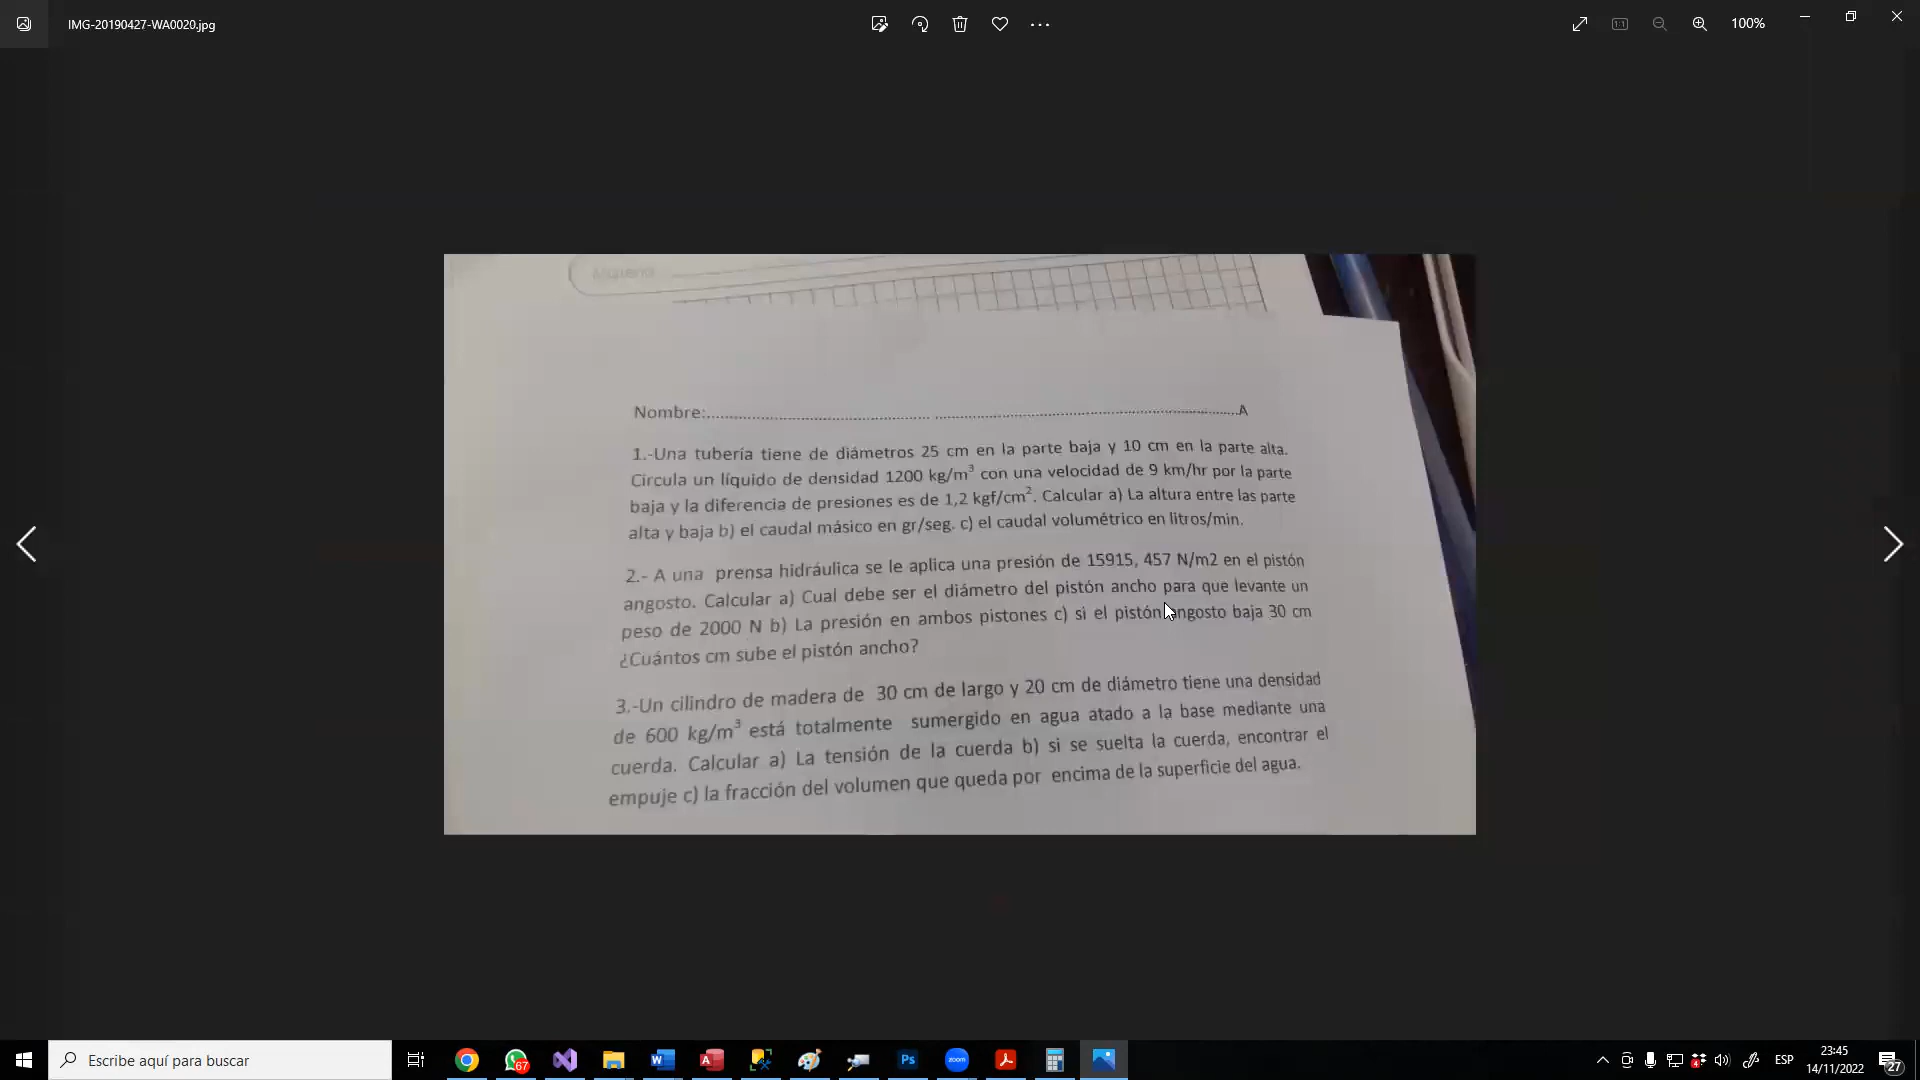 IMG-20190427-WA0020.jpg
100%
Materia
Nombre:....................................................................................................A
1.-Una tubería tiene de diámetros 25 cm en la parte baja y 10 cm en la parte alta.
Circula un líquido de densidad 1200 kg/m³ con una velocidad de 9 km/hr por la parte
baja y la diferencia de presiones es de 1,2 kgf/cm². Calcular a) La altura entre las parte
alta y baja b) el caudal másico en gr/seg. c) el caudal volumétrico en litros/min.
2.- A una prensa hidráulica se le aplica una presión de 15915, 457 N/m2 en el pistón
angosto. Calcular a) Cual debe ser el diámetro del pistón ancho para que levante un
peso de 2000 N b) La presión en ambos pistones c) si el pistón angosto baja 30 cm
¿Cuántos cm sube el pistón ancho?
3.-Un cilindro de madera de 30 cm de largo y 20 cm de diámetro tiene una densidad
de 600 kg/m³ está totalmente sumergido en agua atado a la base mediante una
cuerda. Calcular a) La tensión de la cuerda b) si se suelta la cuerda, encontrar el
empuje c) la fracción del volumen que queda por encima de la superficie del agua.
Escribe aquí para buscar
67
zoom
ESP
23:45
14/11/2022
27